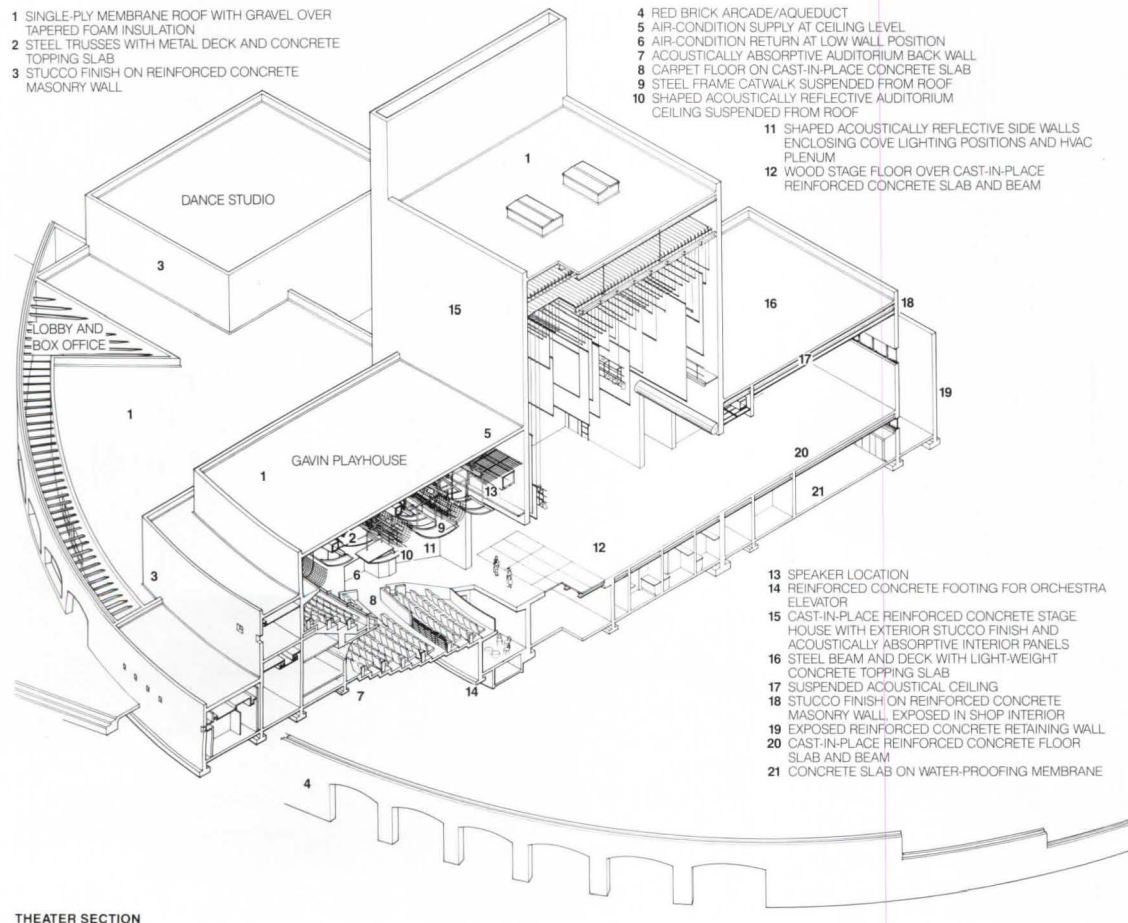 1 SINGLE-PLY MEMBRANE ROOF WITH GRAVEL OVER
TAPERED FOAM INSULATION
2 STEEL TRUSSES WITH METAL DECK AND CONCRETE
TOPPING SLAB
3 STUCCO FINISH ON REINFORCED CONCRETE
MASONRY WALL
4 RED BRICK ARCADE/AQUEDUCT
5 AIR-CONDITION SUPPLY AT CEILING LEVEL
6 AIR-CONDITION RETURN AT LOW WALL POSITION
7 ACOUSTICALLY ABSORPTIVE AUDITORIUM BACK WALL
8 CARPET FLOOR ON CAST-IN-PLACE CONCRETE SLAB
9 STEEL FRAME CATWALK SUSPENDED FROM ROOF
10 SHAPED ACOUSTICALLY REFLECTIVE AUDITORIUM
CEILING SUSPENDED FROM ROOF
11 SHAPED ACOUSTICALLY REFLECTIVE SIDE WALLS
ENCLOSING COVE LIGHTING POSITIONS AND HVAC
PLENUM
12 WOOD STAGE FLOOR OVER CAST-IN-PLACE
REINFORCED CONCRETE SLAB AND BEAM
1
DANCE STUDIO
3
15
16
18
LOBBY AND
BOX OFFICE
17
19
1
5
20
1
GAVIN PLAYHOUSE
13
21
9
2
11
10
12
3
6
8
7
14
4
13 SPEAKER LOCATION
14 REINFORCED CONCRETE FOOTING FOR ORCHESTRA
ELEVATOR
15 CAST-IN-PLACE REINFORCED CONCRETE STAGE
HOUSE WITH EXTERIOR STUCCO FINISH AND
ACOUSTICALLY ABSORPTIVE INTERIOR PANELS
16 STEEL BEAM AND DECK WITH LIGHT-WEIGHT
CONCRETE TOPPING SLAB
17 SUSPENDED ACOUSTICAL CEILING
18 STUCCO FINISH ON REINFORCED CONCRETE
MASONRY WALL, EXPOSED IN SHOP INTERIOR
19 EXPOSED REINFORCED CONCRETE RETAINING WALL
20 CAST-IN-PLACE REINFORCED CONCRETE FLOOR
SLAB AND BEAM
21 CONCRETE SLAB ON WATER-PROOFING MEMBRANE
THEATER SECTION